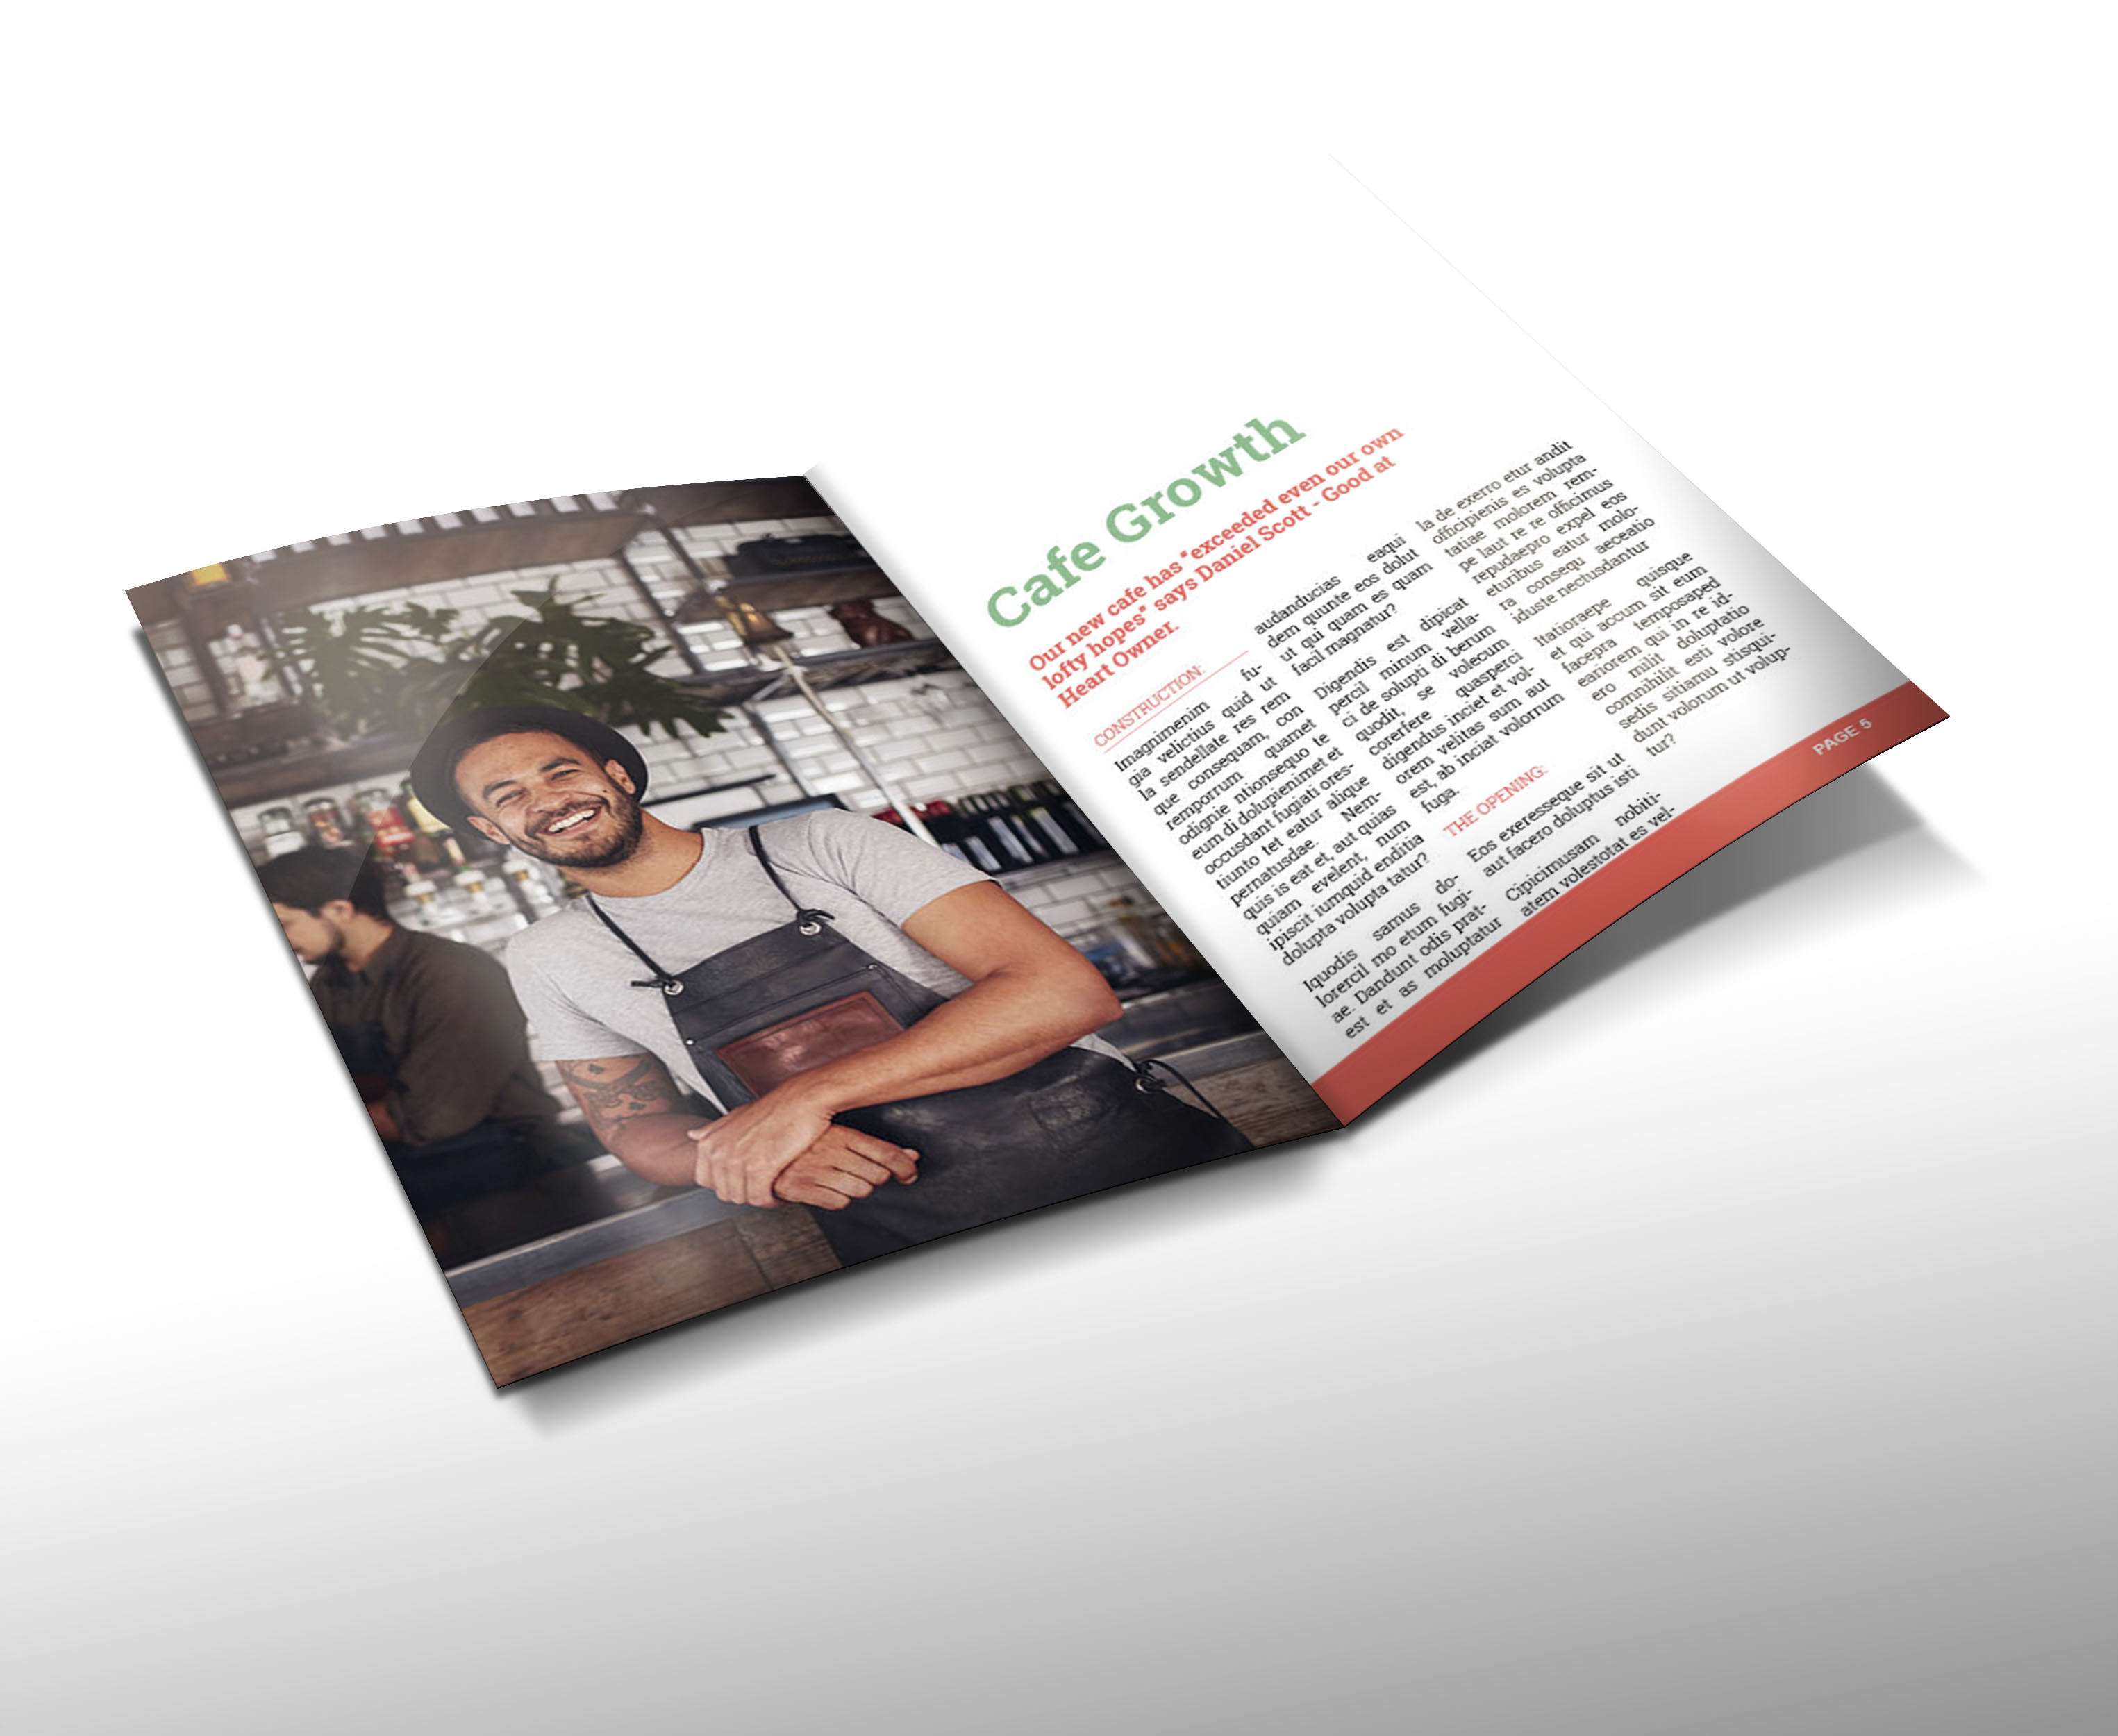 Cafe Growth
Our new cafe has "exceeded even our own
lofty hopes" says Daniel Scott - Good at
Heart Owner.
CONSTRUCTION:
Imagnimenim fu-
gia velictius quid ut
la sendellate res rem
que consequam, con
remporrum quamet
odignie ntionsequo te
eum di dolupienimet et
occusdant fugiati ores-
tiunto tet eatur alique
pernatusdae. Nem-
quis is eat et, aut quias
quiam evelent, num
ipiscit iumquid enditia
dolupta volupta tatur?
Iquodis samus do-
lorercil mo etum fugi-
ae. Dandunt odis prat-
est et as moluptatur
audanducias eaqui
dem quunte eos dolut
ut qui quam es quam
facil magnatur?
Digendis est dipicat
percil minum vella-
ci de solupti di berum
quodit, se volecum
corerfere quasperci
digendus inciet et vol-
orem velitas sum aut
est, ab inciat volorrum
fuga.
THE OPENING:
Eos exeresseque sit ut
aut facero doluptus isti
Cipicimusam nobiti-
atem volestotat es vel-
la de exerro etur andit
officipienis es volupta
tatiae molorem rem-
pe laut re re officimus
repudaepro expel eos
eturibus eatur molo-
ra consequ aeceatio
iduste nectusdantur
Itatioraepe quisque
et qui accum sit eum
facepra temposaped
eariorem qui in re id-
ero milit doluptatio
comnihilit esti volore
sedis sitiamu stisqui-
dunt volorum ut volup-
tur?
PAGE 5